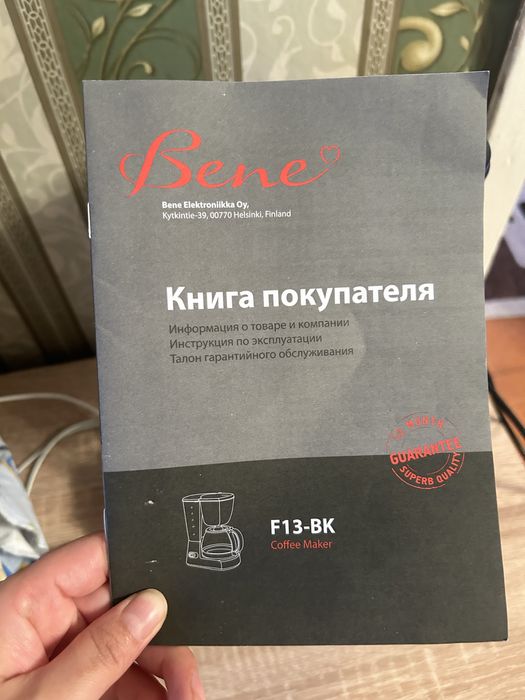 Bene
Bene Elektroniikka Oy,
Kytkintie-39, 00770 Helsinki, Finland
Книга покупателя
Информация о товаре и компании
Инструкция по эксплуатации
Талон гарантийного обслуживания
MONTH
GUARANTEE
SUPERB QUALITY
F13-BK
Coffee Maker